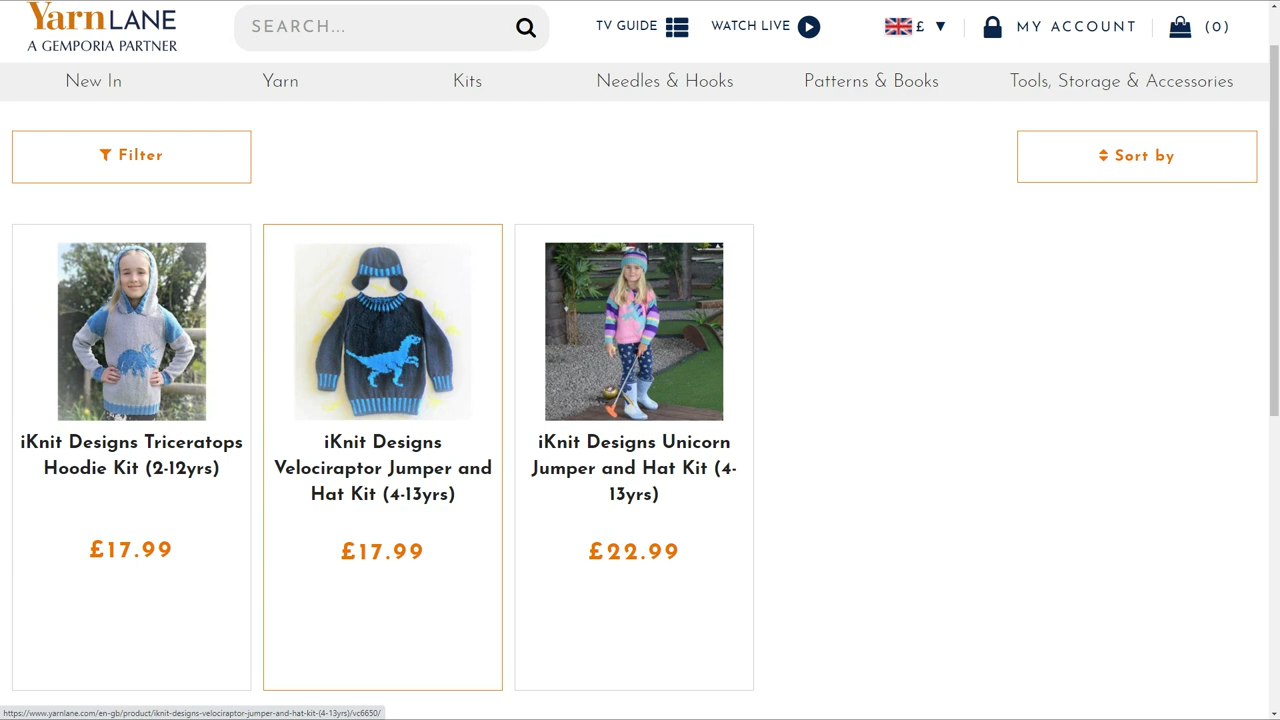 YarnLANE
A GEMPORIA PARTNER
SEARCH...
TV GUIDE
WATCH LIVE
£ ▼
MY ACCOUNT
(0)
New In
Yarn
Kits
Needles & Hooks
Patterns & Books
Tools, Storage & Accessories
Filter
Sort by
iKnit Designs Triceratops
Hoodie Kit (2-12yrs)
£17.99
iKnit Designs
Velociraptor Jumper and
Hat Kit (4-13yrs)
£17.99
iKnit Designs Unicorn
Jumper and Hat Kit (4-
13yrs)
£22.99
https://www.yarnlane.com/en-gb/product/iknit-designs-velociraptor-jumper-and-hat-kit-(4-13yrs)/vc6650/